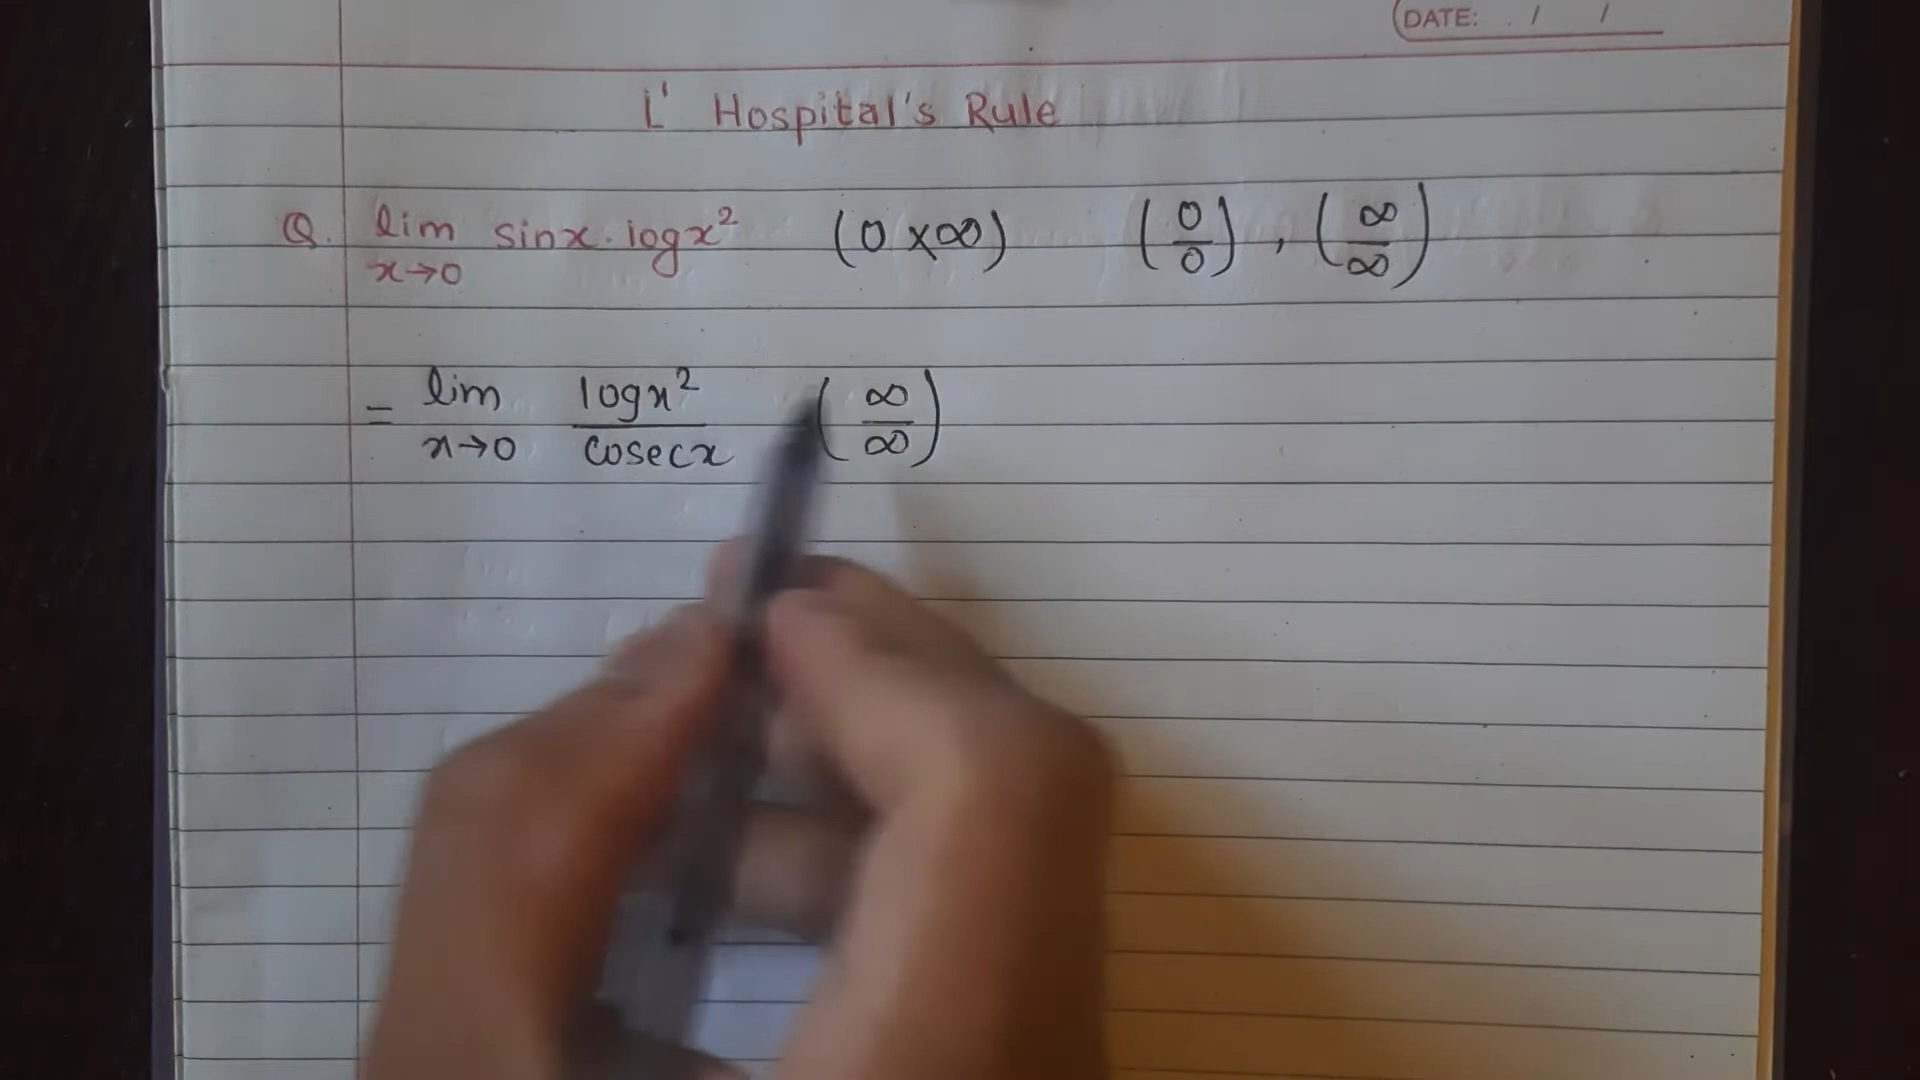 DATE: / /
L' Hospital's Rule
Q. lim x→0 sinx · logx² (0 × ∞) (0/0), (∞/∞)
= lim x→0 logx²/cosecx (∞/∞)